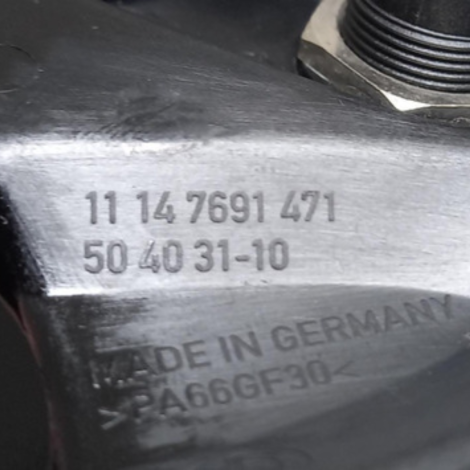 11 14 7691 471
50 40 31-10
MADE IN GERMANY
>PA66GF30<